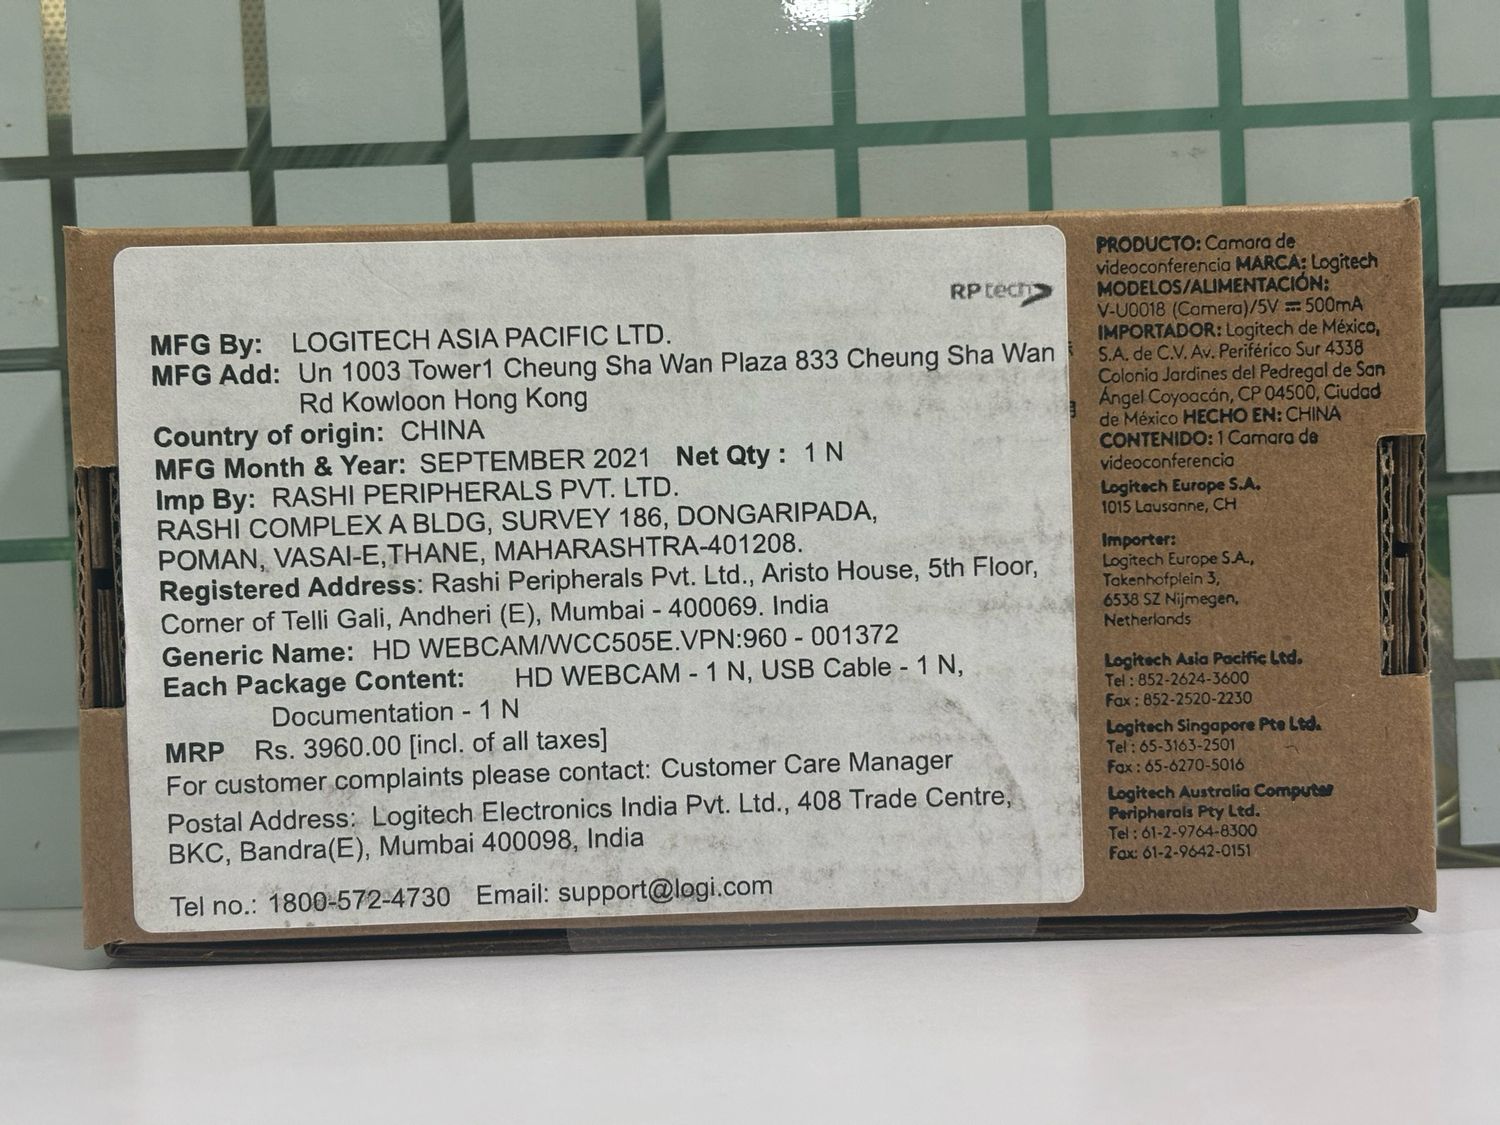 RP tech
MFG By: LOGITECH ASIA PACIFIC LTD.
MFG Add: Un 1003 Tower1 Cheung Sha Wan Plaza 833 Cheung Sha Wan
Rd Kowloon Hong Kong
Country of origin: CHINA
MFG Month & Year: SEPTEMBER 2021 Net Qty : 1 N
Imp By: RASHI PERIPHERALS PVT. LTD.
RASHI COMPLEX A BLDG, SURVEY 186, DONGARIPADA,
POMAN, VASAI-E,THANE, MAHARASHTRA-401208.
Registered Address: Rashi Peripherals Pvt. Ltd., Aristo House, 5th Floor,
Corner of Telli Gali, Andheri (E), Mumbai - 400069. India
Generic Name: HD WEBCAM/WCC505E.VPN:960 - 001372
Each Package Content: HD WEBCAM - 1 N, USB Cable - 1 N,
Documentation - 1 N
MRP Rs. 3960.00 [incl. of all taxes]
For customer complaints please contact: Customer Care Manager
Postal Address: Logitech Electronics India Pvt. Ltd., 408 Trade Centre,
BKC, Bandra(E), Mumbai 400098, India
Tel no.: 1800-572-4730 Email: support@logi.com
PRODUCTO: Camara de
videoconferencia MARCA: Logitech
MODELOS/ALIMENTACIÓN:
V-U0018 (Camera)/5V ⎓ 500mA
IMPORTADOR: Logitech de México,
S.A. de C.V. Av. Periférico Sur 4338
Colonia Jardines del Pedregal de San
Ángel Coyoacán, CP 04500, Ciudad
de México HECHO EN: CHINA
CONTENIDO: 1 Camara de
videoconferencia
Logitech Europe S.A.
1015 Lausanne, CH
Importer:
Logitech Europe S.A.,
Takenhofplein 3,
6538 SZ Nijmegen,
Netherlands
Logitech Asia Pacific Ltd.
Tel : 852-2624-3600
Fax : 852-2520-2230
Logitech Singapore Pte Ltd.
Tel : 65-3163-2501
Fax : 65-6270-5016
Logitech Australia Computer
Peripherals Pty Ltd.
Tel : 61-2-9764-8300
Fax: 61-2-9642-0151